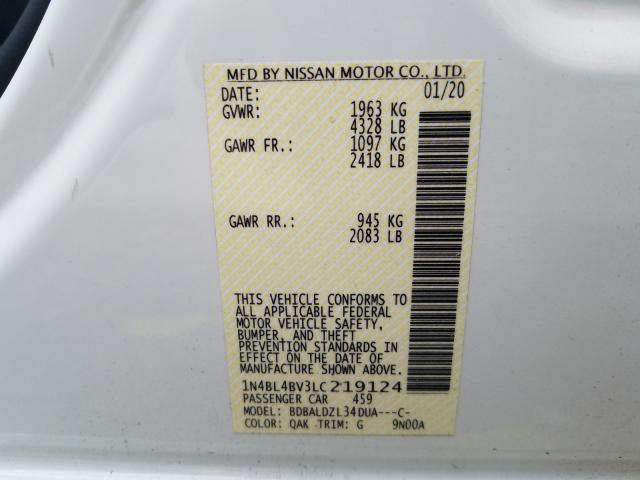 MFD BY NISSAN MOTOR CO., LTD.
DATE: 01/20
GVWR: 1963 KG
4328 LB
GAWR FR.: 1097 KG
2418 LB
GAWR RR.: 945 KG
2083 LB
THIS VEHICLE CONFORMS TO
ALL APPLICABLE FEDERAL
MOTOR VEHICLE SAFETY,
BUMPER, AND THEFT
PREVENTION STANDARDS IN
EFFECT ON THE DATE OF
MANUFACTURE SHOWN ABOVE.
1N4BL4BV3LC219124
PASSENGER CAR 459
MODEL: BDBALDZL34DUA---C-
COLOR: QAK TRIM: G 9N00A